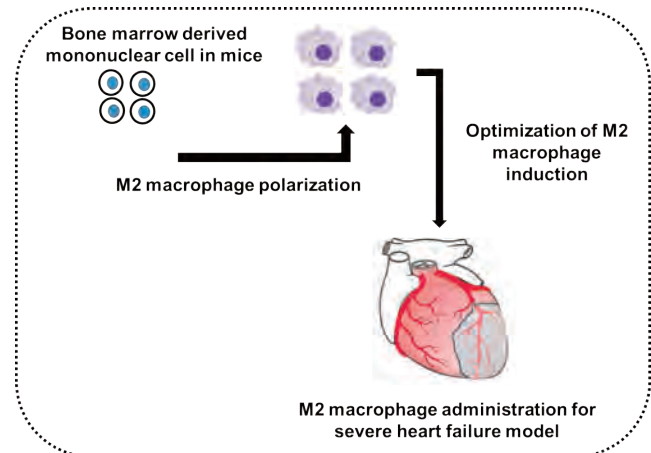 Bone marrow derived
mononuclear cell in mice
M2 macrophage polarization
Optimization of M2
macrophage
induction
M2 macrophage administration for
severe heart failure model